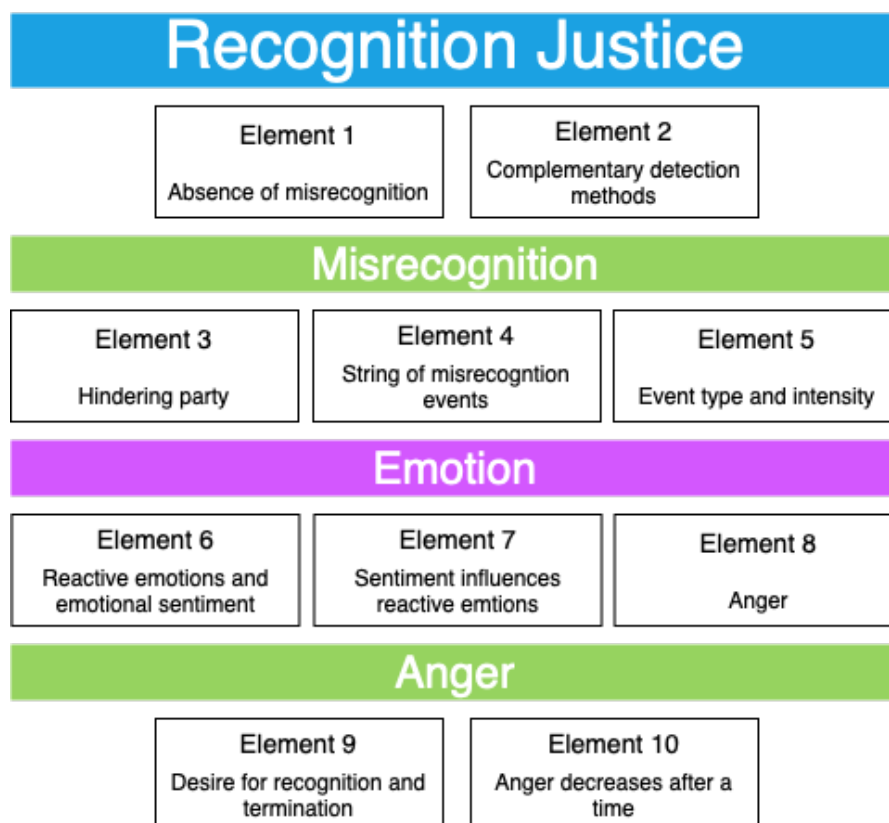 Recognition Justice
Element 1
Absence of misrecognition
Element 2
Complementary detection
methods
Misrecognition
Element 3
Hindering party
Element 4
String of misrecogntion
events
Element 5
Event type and intensity
Emotion
Element 6
Reactive emotions and
emotional sentiment
Element 7
Sentiment influences
reactive emtions
Element 8
Anger
Anger
Element 9
Desire for recognition and
termination
Element 10
Anger decreases after a
time